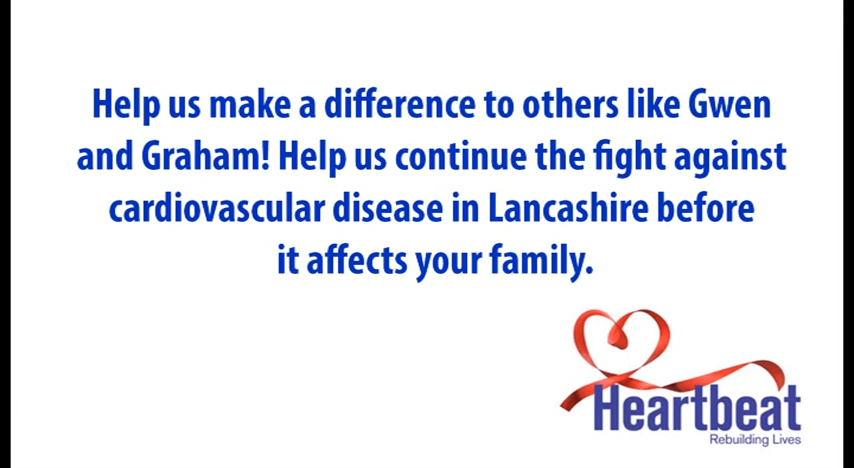 Help us make a difference to others like Gwen
and Graham! Help us continue the fight against
cardiovascular disease in Lancashire before
it affects your family.
Heartbeat
Rebuilding Lives